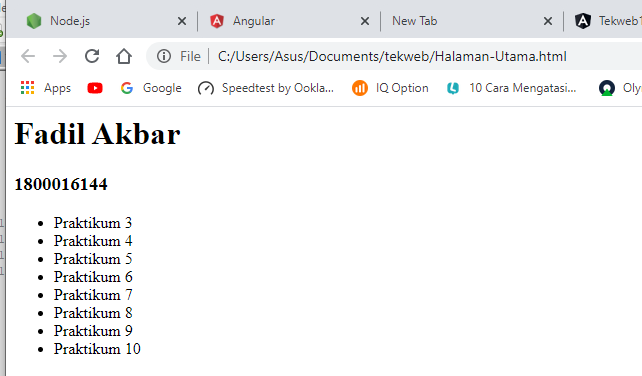 Node.js Angular New Tab Tekweb1
File C:/Users/Asus/Documents/tekweb/Halaman-Utama.html
Apps Google Speedtest by Ookla... IQ Option 10 Cara Mengatasi... Oly
Fadil Akbar
1800016144
• Praktikum 3
• Praktikum 4
• Praktikum 5
• Praktikum 6
• Praktikum 7
• Praktikum 8
• Praktikum 9
• Praktikum 10